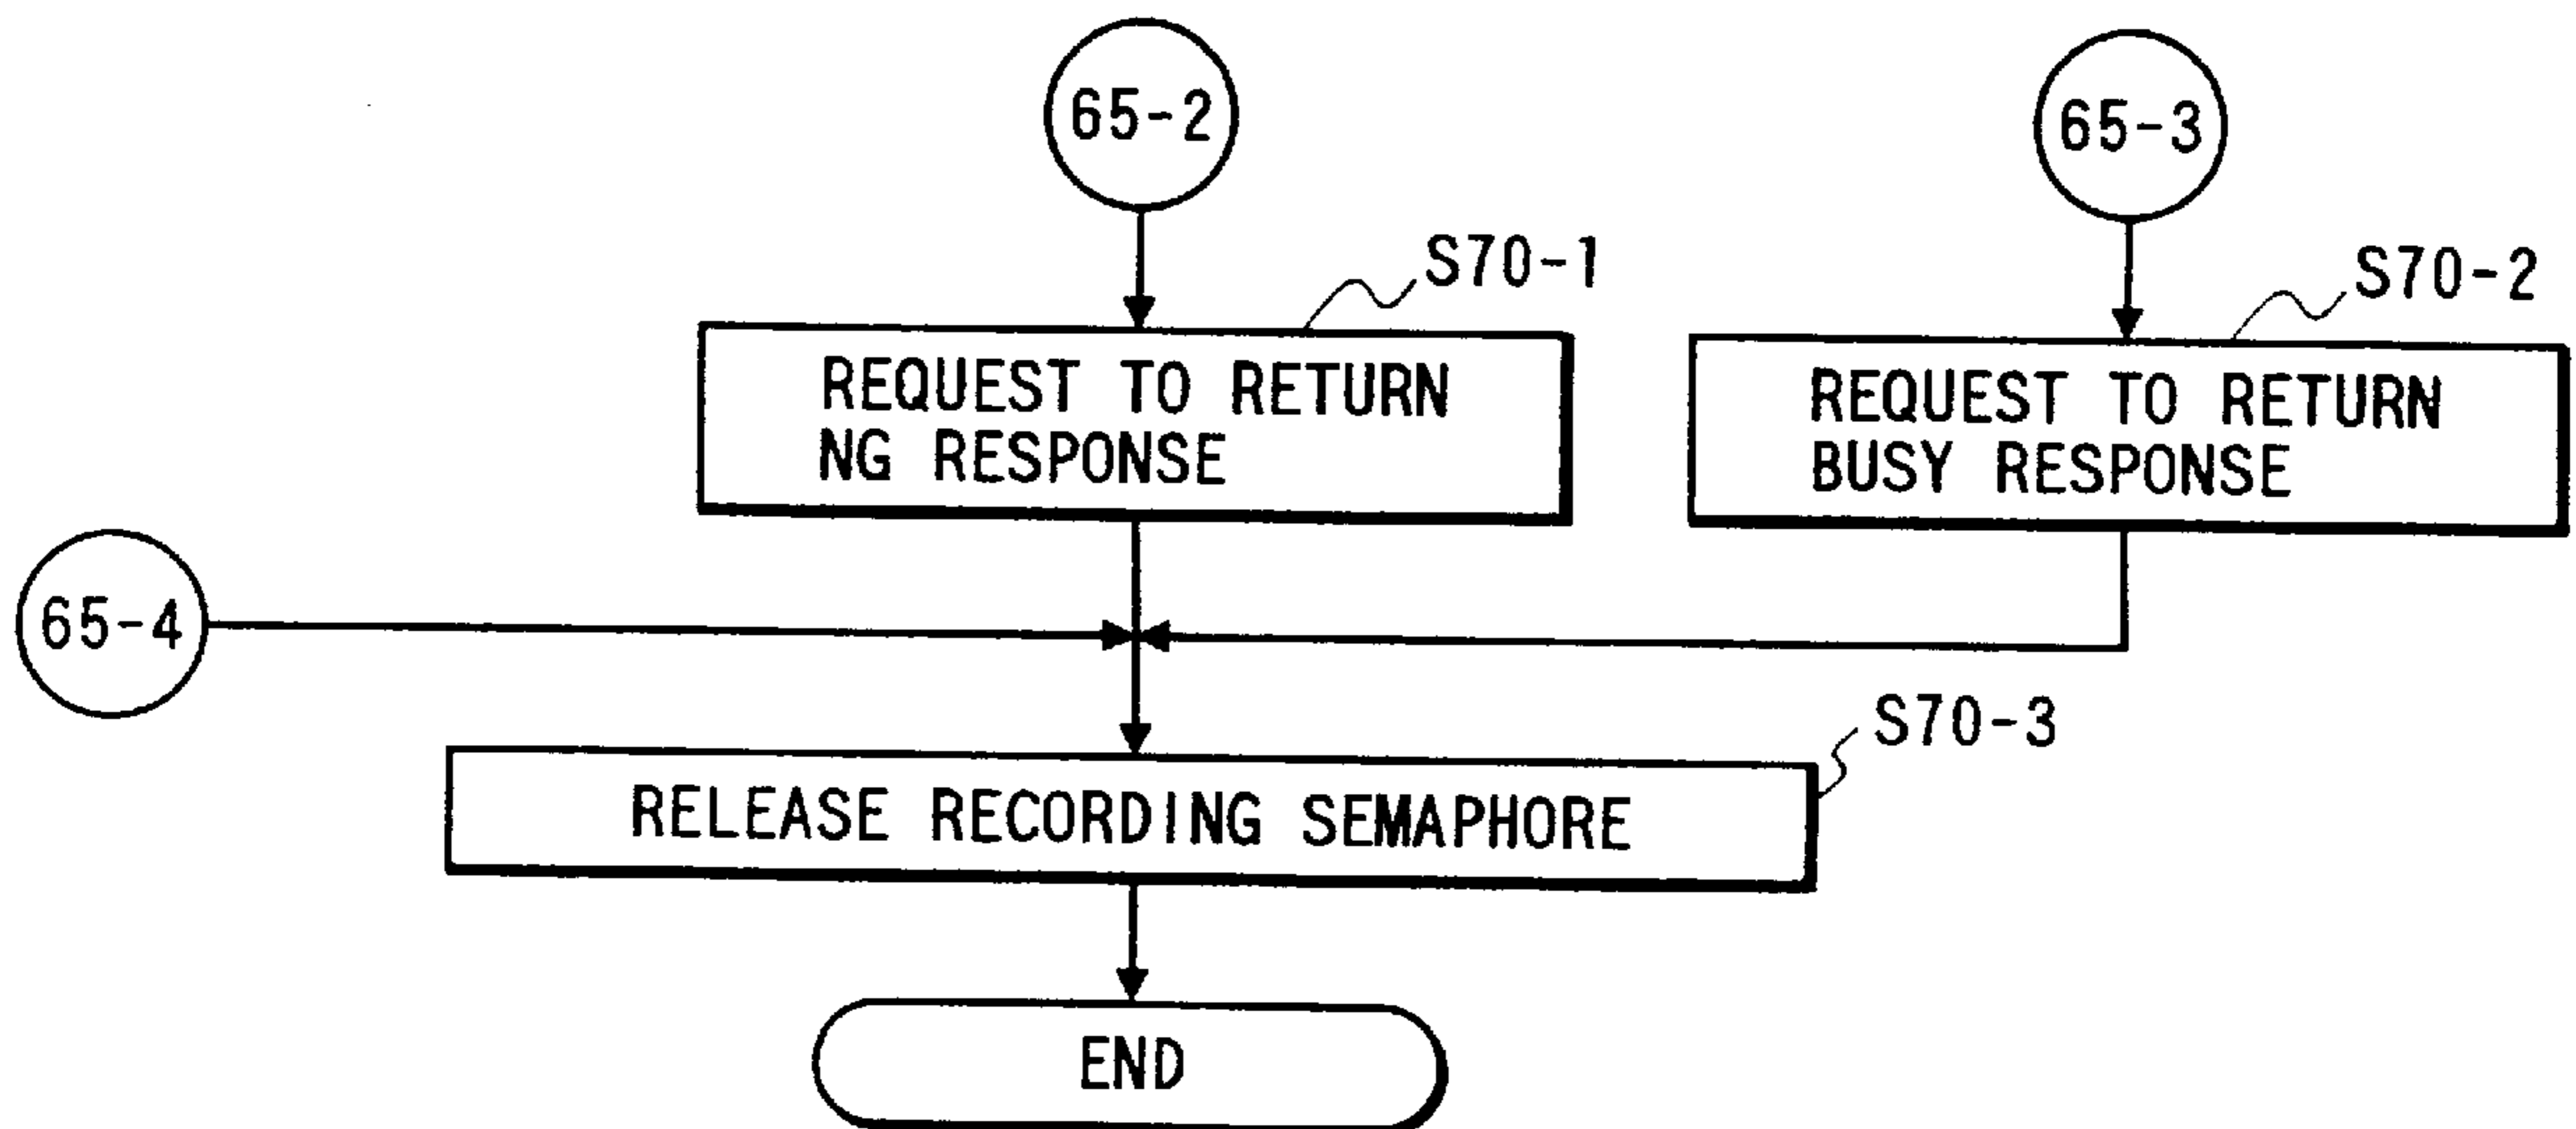 65-2
65-3
S70-1
S70-2
REQUEST TO RETURN
NG RESPONSE
REQUEST TO RETURN
BUSY RESPONSE
65-4
S70-3
RELEASE RECORDING SEMAPHORE
END